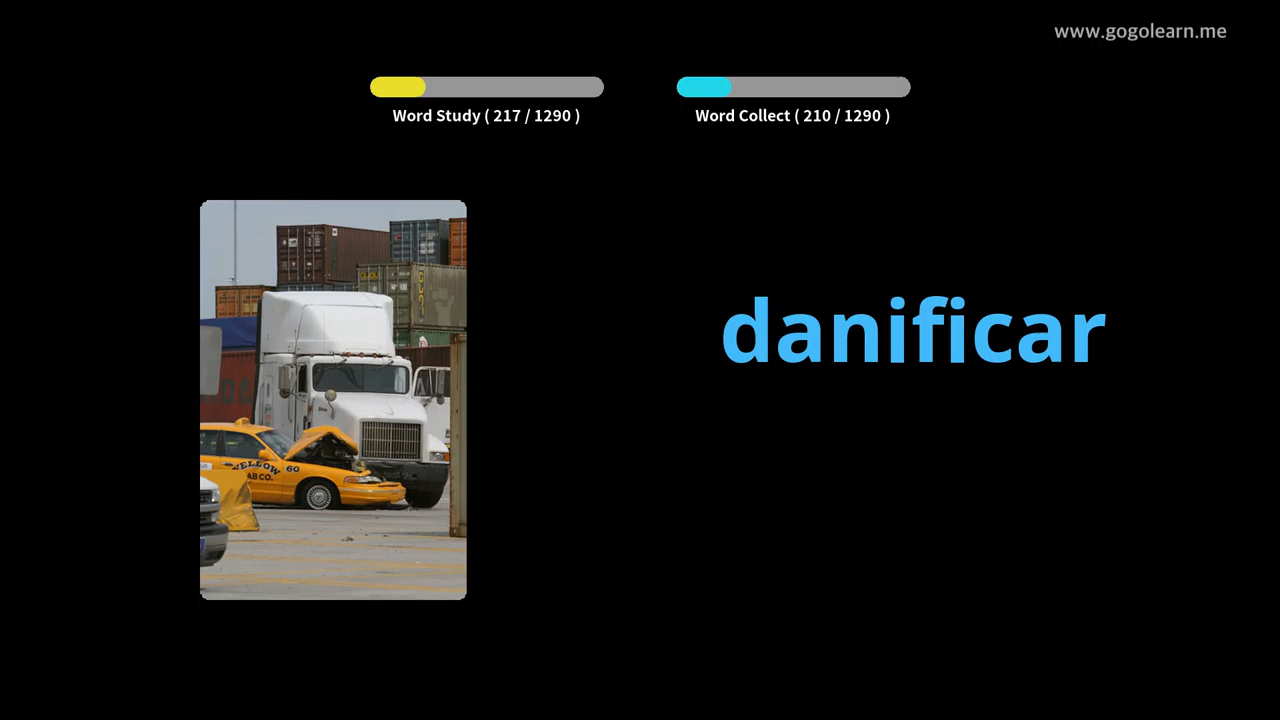 www.gogolearn.me
Word Study ( 217 / 1290 )
Word Collect ( 210 / 1290 )
danificar
YELLOW 60
CAB CO.